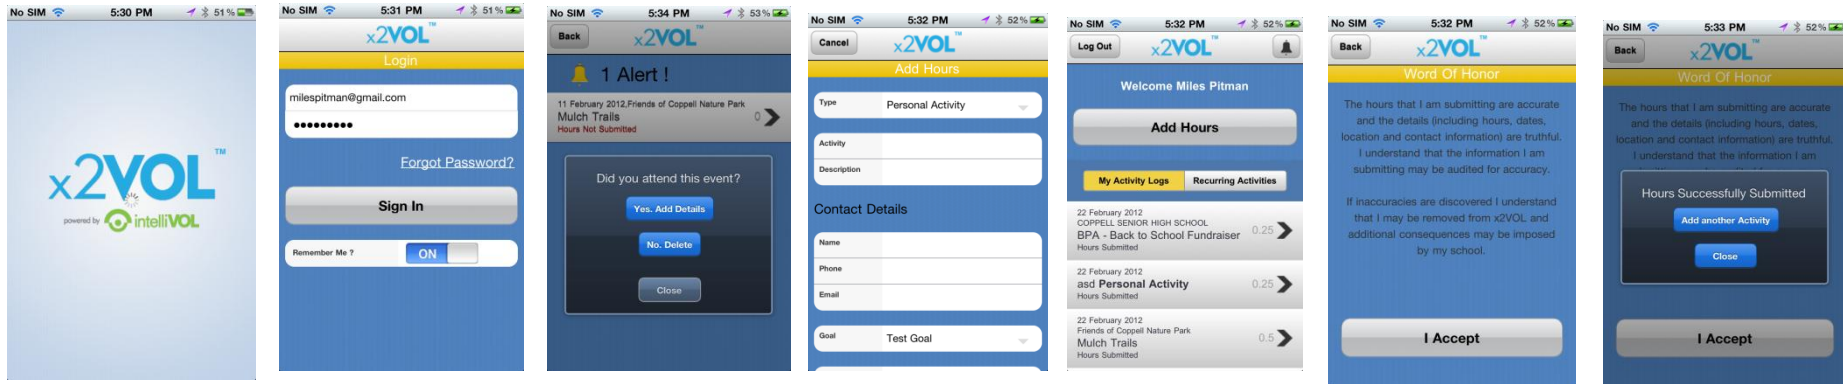 No SIM 5:30 PM 51%
x2VOL™
powered by intelliVOL
No SIM 5:31 PM 51%
x2VOL™
Login
milespitman@gmail.com
●●●●●●●●●
Forgot Password?
Sign In
Remember Me ? ON
No SIM 5:34 PM 53%
Back x2VOL™
1 Alert !
11 February 2012,Friends of Coppell Nature Park
Mulch Trails 0
Hours Not Submitted
Did you attend this event?
Yes. Add Details
No. Delete
Close
No SIM 5:32 PM 52%
Cancel x2VOL™
Add Hours
Type Personal Activity
Activity
Description
Contact Details
Name
Phone
Email
Goal Test Goal
No SIM 5:32 PM 52%
Log Out x2VOL™
Welcome Miles Pitman
Add Hours
My Activity Logs Recurring Activities
22 February 2012
COPPELL SENIOR HIGH SCHOOL
BPA - Back to School Fundraiser 0.25
Hours Submitted
22 February 2012
asd Personal Activity 0.25
Hours Submitted
22 February 2012
Friends of Coppell Nature Park
Mulch Trails 0.5
Hours Submitted
No SIM 5:32 PM 52%
Back x2VOL™
Word Of Honor
The hours that I am submitting are accurate
and the details (including hours, dates,
location and contact information) are truthful.
I understand that the information I am
submitting may be audited for accuracy.
If inaccuracies are discovered I understand
that I may be removed from x2VOL and
additional consequences may be imposed
by my school.
I Accept
No SIM 5:33 PM 52%
Back x2VOL™
Word Of Honor
The hours that I am submitting are accurate
and the details (including hours, dates,
location and contact information) are truthful.
I understand that the information I am
Hours Successfully Submitted
Add another Activity
Close
I Accept